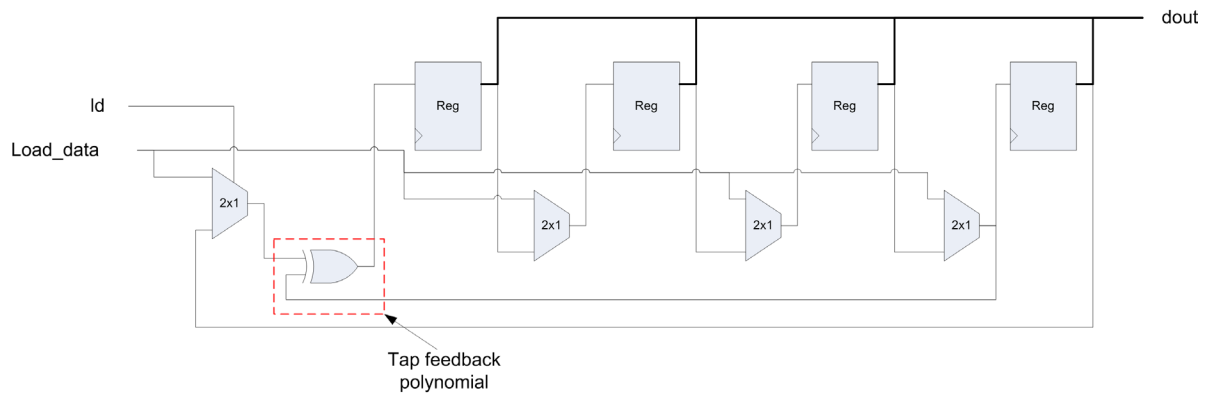 dout
Reg
Reg
Reg
Reg
ld
Load_data
2x1
2x1
2x1
2x1
Tap feedback
polynomial